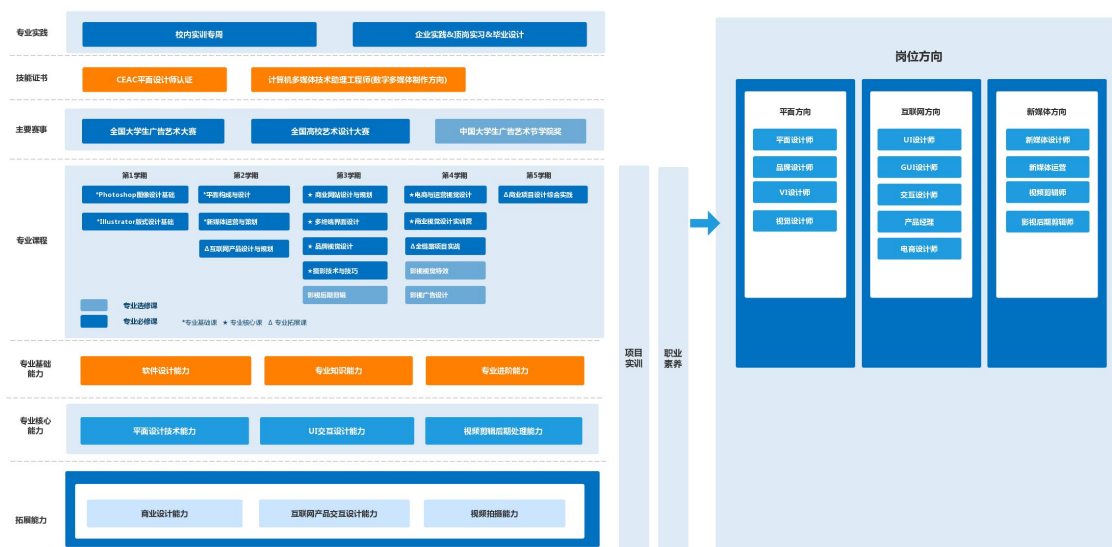 专业实践
校内实训专周
企业实践&顶岗实习&毕业设计
技能证书
CEAC平面设计师认证
计算机多媒体技术助理工程师(数字多媒体制作方向)
主要赛事
全国大学生广告艺术大赛
全国高校艺术设计大赛
中国大学生广告艺术节学院奖
专业课程
第1学期
第2学期
第3学期
第4学期
第5学期
*Photoshop图像设计基础
*平面构成与设计
★ 商业网站设计与规划
★电商与运营视觉设计
Δ商业项目设计综合实践
*Illustrator版式设计基础
*新媒体运营与策划
★ 多终端界面设计
★商业视觉设计实训营
Δ互联网产品设计与规划
★ 品牌视觉设计
Δ全链路项目实战
★摄影技术与技巧
影视视觉特效
影视后期剪辑
影视广告设计
专业选修课
专业必修课
*专业基础课 ★ 专业核心课 Δ 专业拓展课
专业基础
能力
软件设计能力
专业知识能力
专业进阶能力
专业核心
能力
平面设计技术能力
UI交互设计能力
视频剪辑后期处理能力
拓展能力
商业设计能力
互联网产品交互设计能力
视频拍摄能力
项目
实训
职业
素养
岗位方向
平面方向
平面设计师
品牌设计师
VI设计师
视觉设计师
互联网方向
UI设计师
GUI设计师
交互设计师
产品经理
电商设计师
新媒体方向
新媒体设计师
新媒体运营
视频剪辑师
影视后期剪辑师